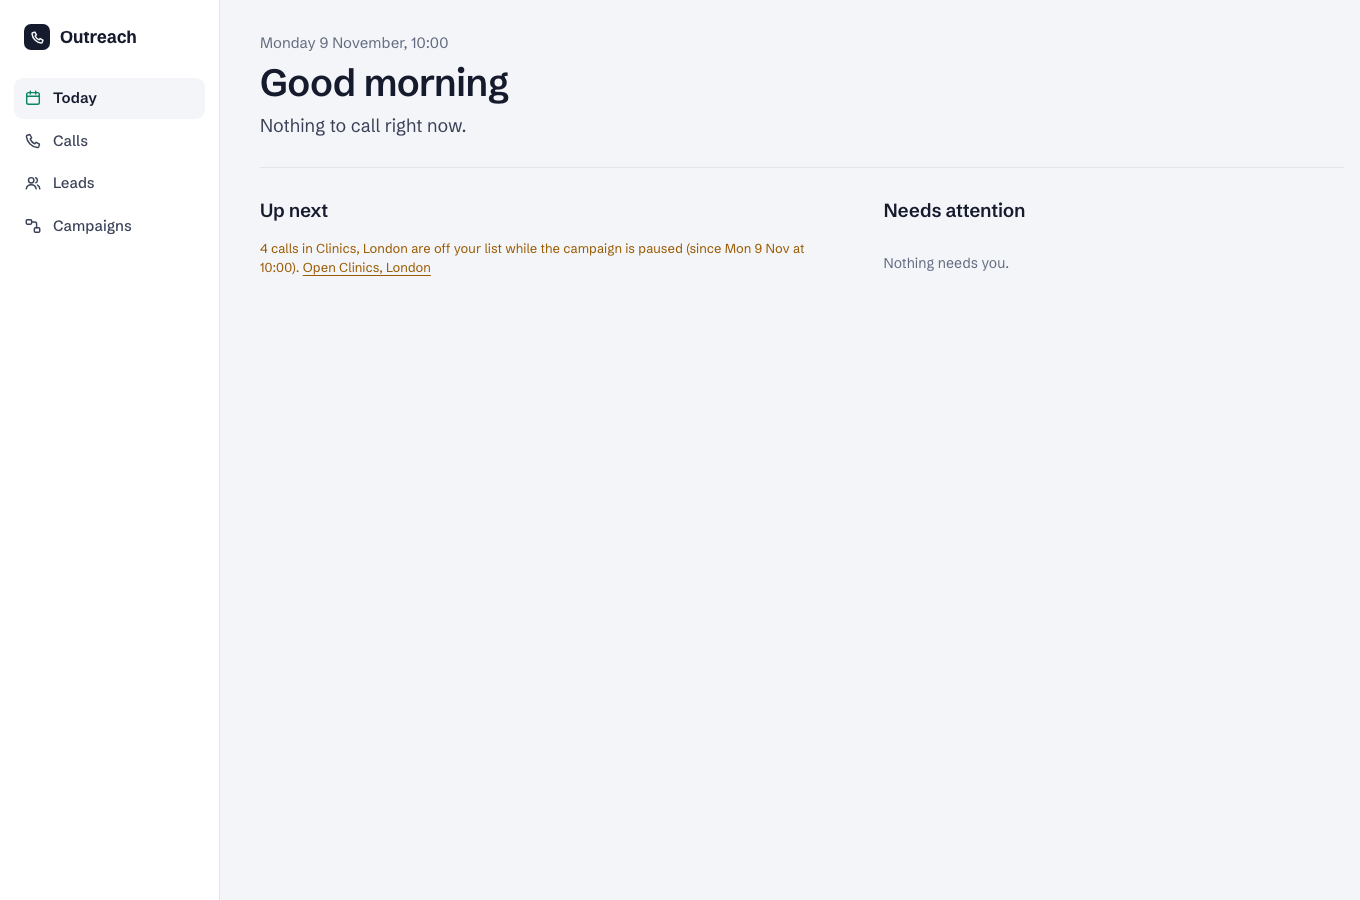 Outreach
Today
Calls
Leads
Campaigns
Monday 9 November, 10:00
Good morning
Nothing to call right now.
Up next
4 calls in Clinics, London are off your list while the campaign is paused (since Mon 9 Nov at
10:00). Open Clinics, London
Needs attention
Nothing needs you.